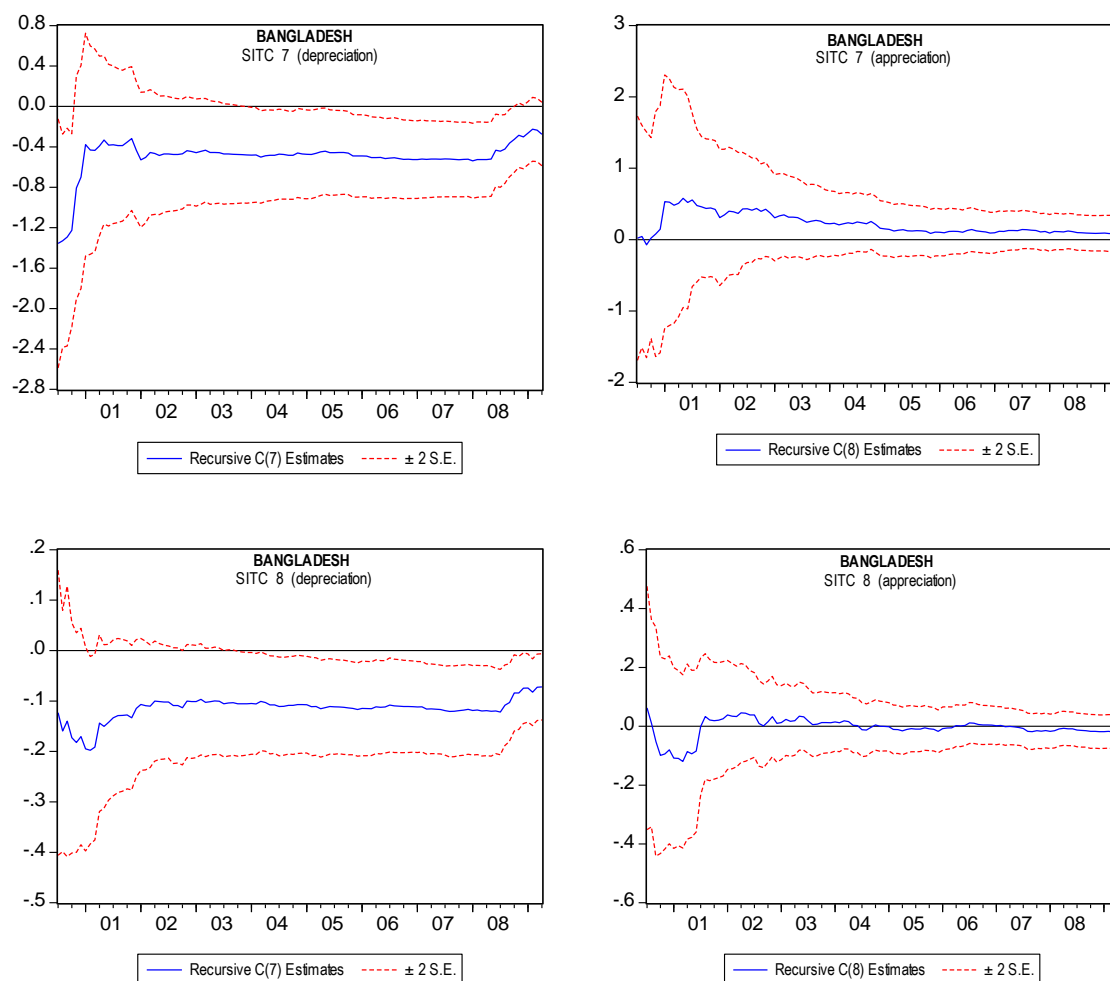 BANGLADESH
SITC 7 (depreciation)
0.8
0.4
0.0
-0.4
-0.8
-1.2
-1.6
-2.0
-2.4
-2.8
01 02 03 04 05 06 07 08
Recursive C(7) Estimates ± 2 S.E.
BANGLADESH
SITC 7 (appreciation)
3
2
1
0
-1
-2
01 02 03 04 05 06 07 08
Recursive C(8) Estimates ± 2 S.E.
BANGLADESH
SITC 8 (depreciation)
.2
.1
.0
-.1
-.2
-.3
-.4
-.5
01 02 03 04 05 06 07 08
Recursive C(7) Estimates ± 2 S.E.
BANGLADESH
SITC 8 (appreciation)
.6
.4
.2
.0
-.2
-.4
-.6
01 02 03 04 05 06 07 08
Recursive C(8) Estimates ± 2 S.E.